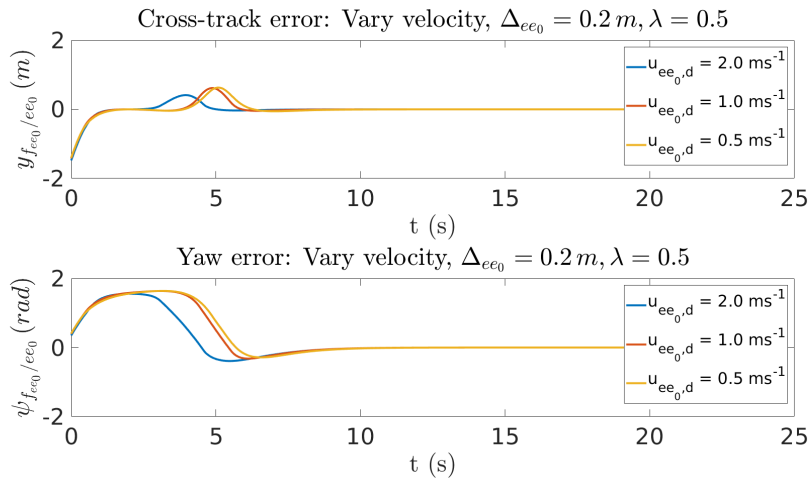 Cross-track error: Vary velocity, Δ_{ee_0} = 0.2 m, λ = 0.5
2
0
-2
y_{f_{ee_0}/ee_0} (m)
u_{ee_0,d} = 2.0 ms^{-1}
u_{ee_0,d} = 1.0 ms^{-1}
u_{ee_0,d} = 0.5 ms^{-1}
0 5 10 15 20 25
t (s)
Yaw error: Vary velocity, Δ_{ee_0} = 0.2 m, λ = 0.5
2
0
-2
ψ_{f_{ee_0}/ee_0} (rad)
u_{ee_0,d} = 2.0 ms^{-1}
u_{ee_0,d} = 1.0 ms^{-1}
u_{ee_0,d} = 0.5 ms^{-1}
0 5 10 15 20 25
t (s)